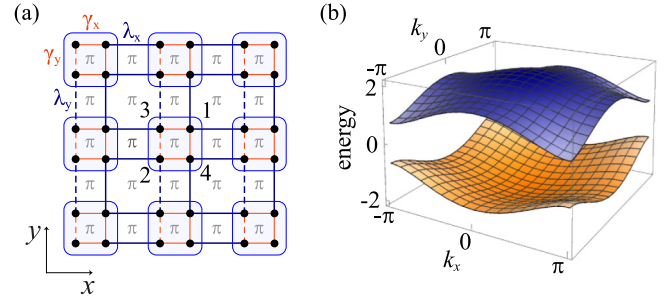 (a)
γx
λx
γy
π π π π π
λy
π π π π
3 1
π π π π π
2 4
π π π π
π π π π π
y
x
(b)
ky
-π 0 π
2
0
-2
energy
-π 0 π
kx